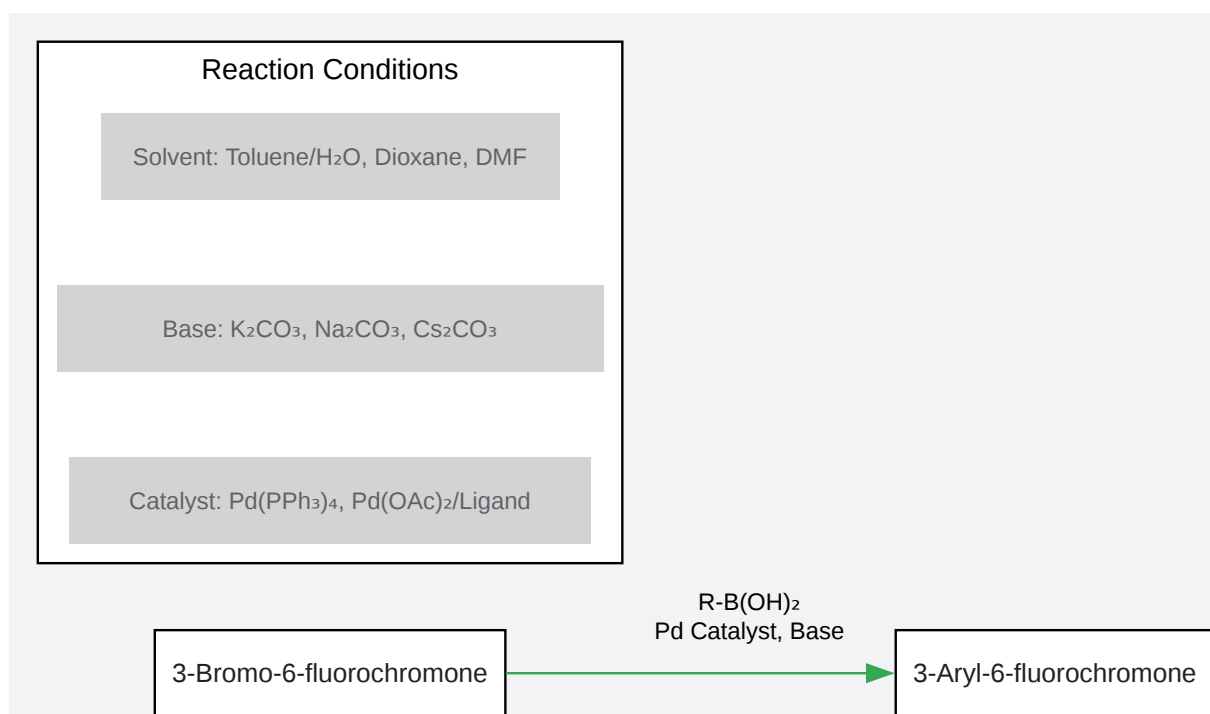 Reaction Conditions
Solvent: Toluene/H₂O, Dioxane, DMF
Base: K₂CO₃, Na₂CO₃, Cs₂CO₃
Catalyst: Pd(PPh₃)₄, Pd(OAc)₂/Ligand
R-B(OH)₂
Pd Catalyst, Base
3-Bromo-6-fluorochromone
3-Aryl-6-fluorochromone